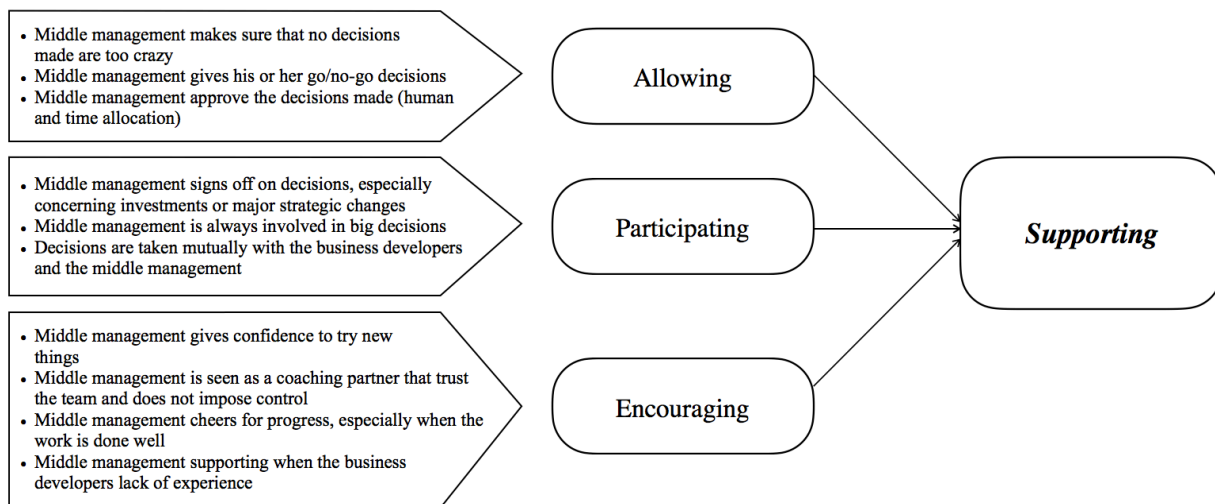 • Middle management makes sure that no decisions
made are too crazy
• Middle management gives his or her go/no-go decisions
• Middle management approve the decisions made (human
and time allocation)
Allowing
• Middle management signs off on decisions, especially
concerning investments or major strategic changes
• Middle management is always involved in big decisions
• Decisions are taken mutually with the business developers
and the middle management
Participating
Supporting
• Middle management gives confidence to try new
things
• Middle management is seen as a coaching partner that trust
the team and does not impose control
• Middle management cheers for progress, especially when the
work is done well
• Middle management supporting when the business
developers lack of experience
Encouraging